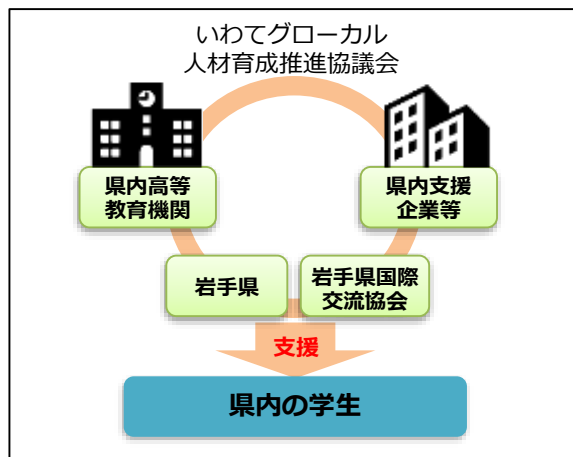 いわてグローカル
人材育成推進協議会
県内高等
教育機関
県内支援
企業等
岩手県
岩手県国際
交流協会
支援
県内の学生